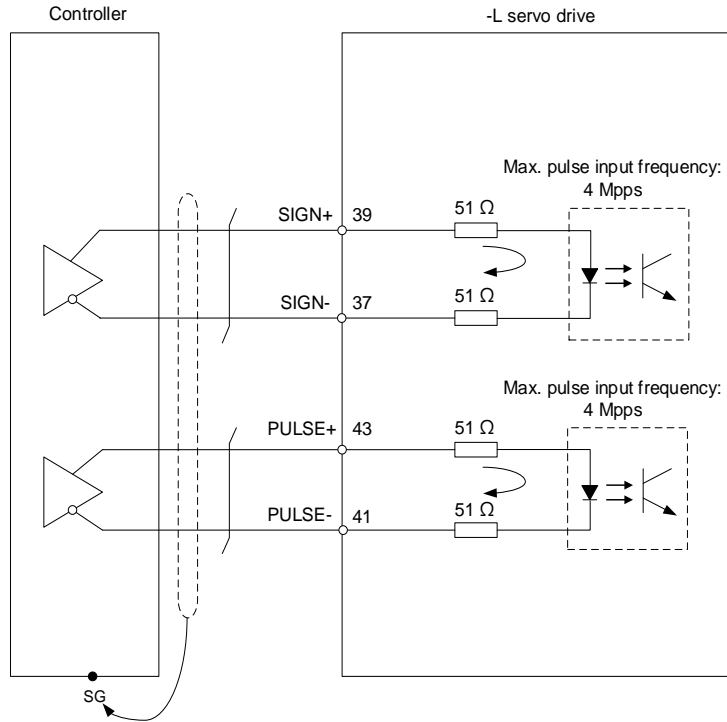 Controller
-L servo drive
Max. pulse input frequency:
4 Mpps
SIGN+
39
51 Ω
SIGN-
37
51 Ω
Max. pulse input frequency:
4 Mpps
PULSE+
43
51 Ω
PULSE-
41
51 Ω
SG